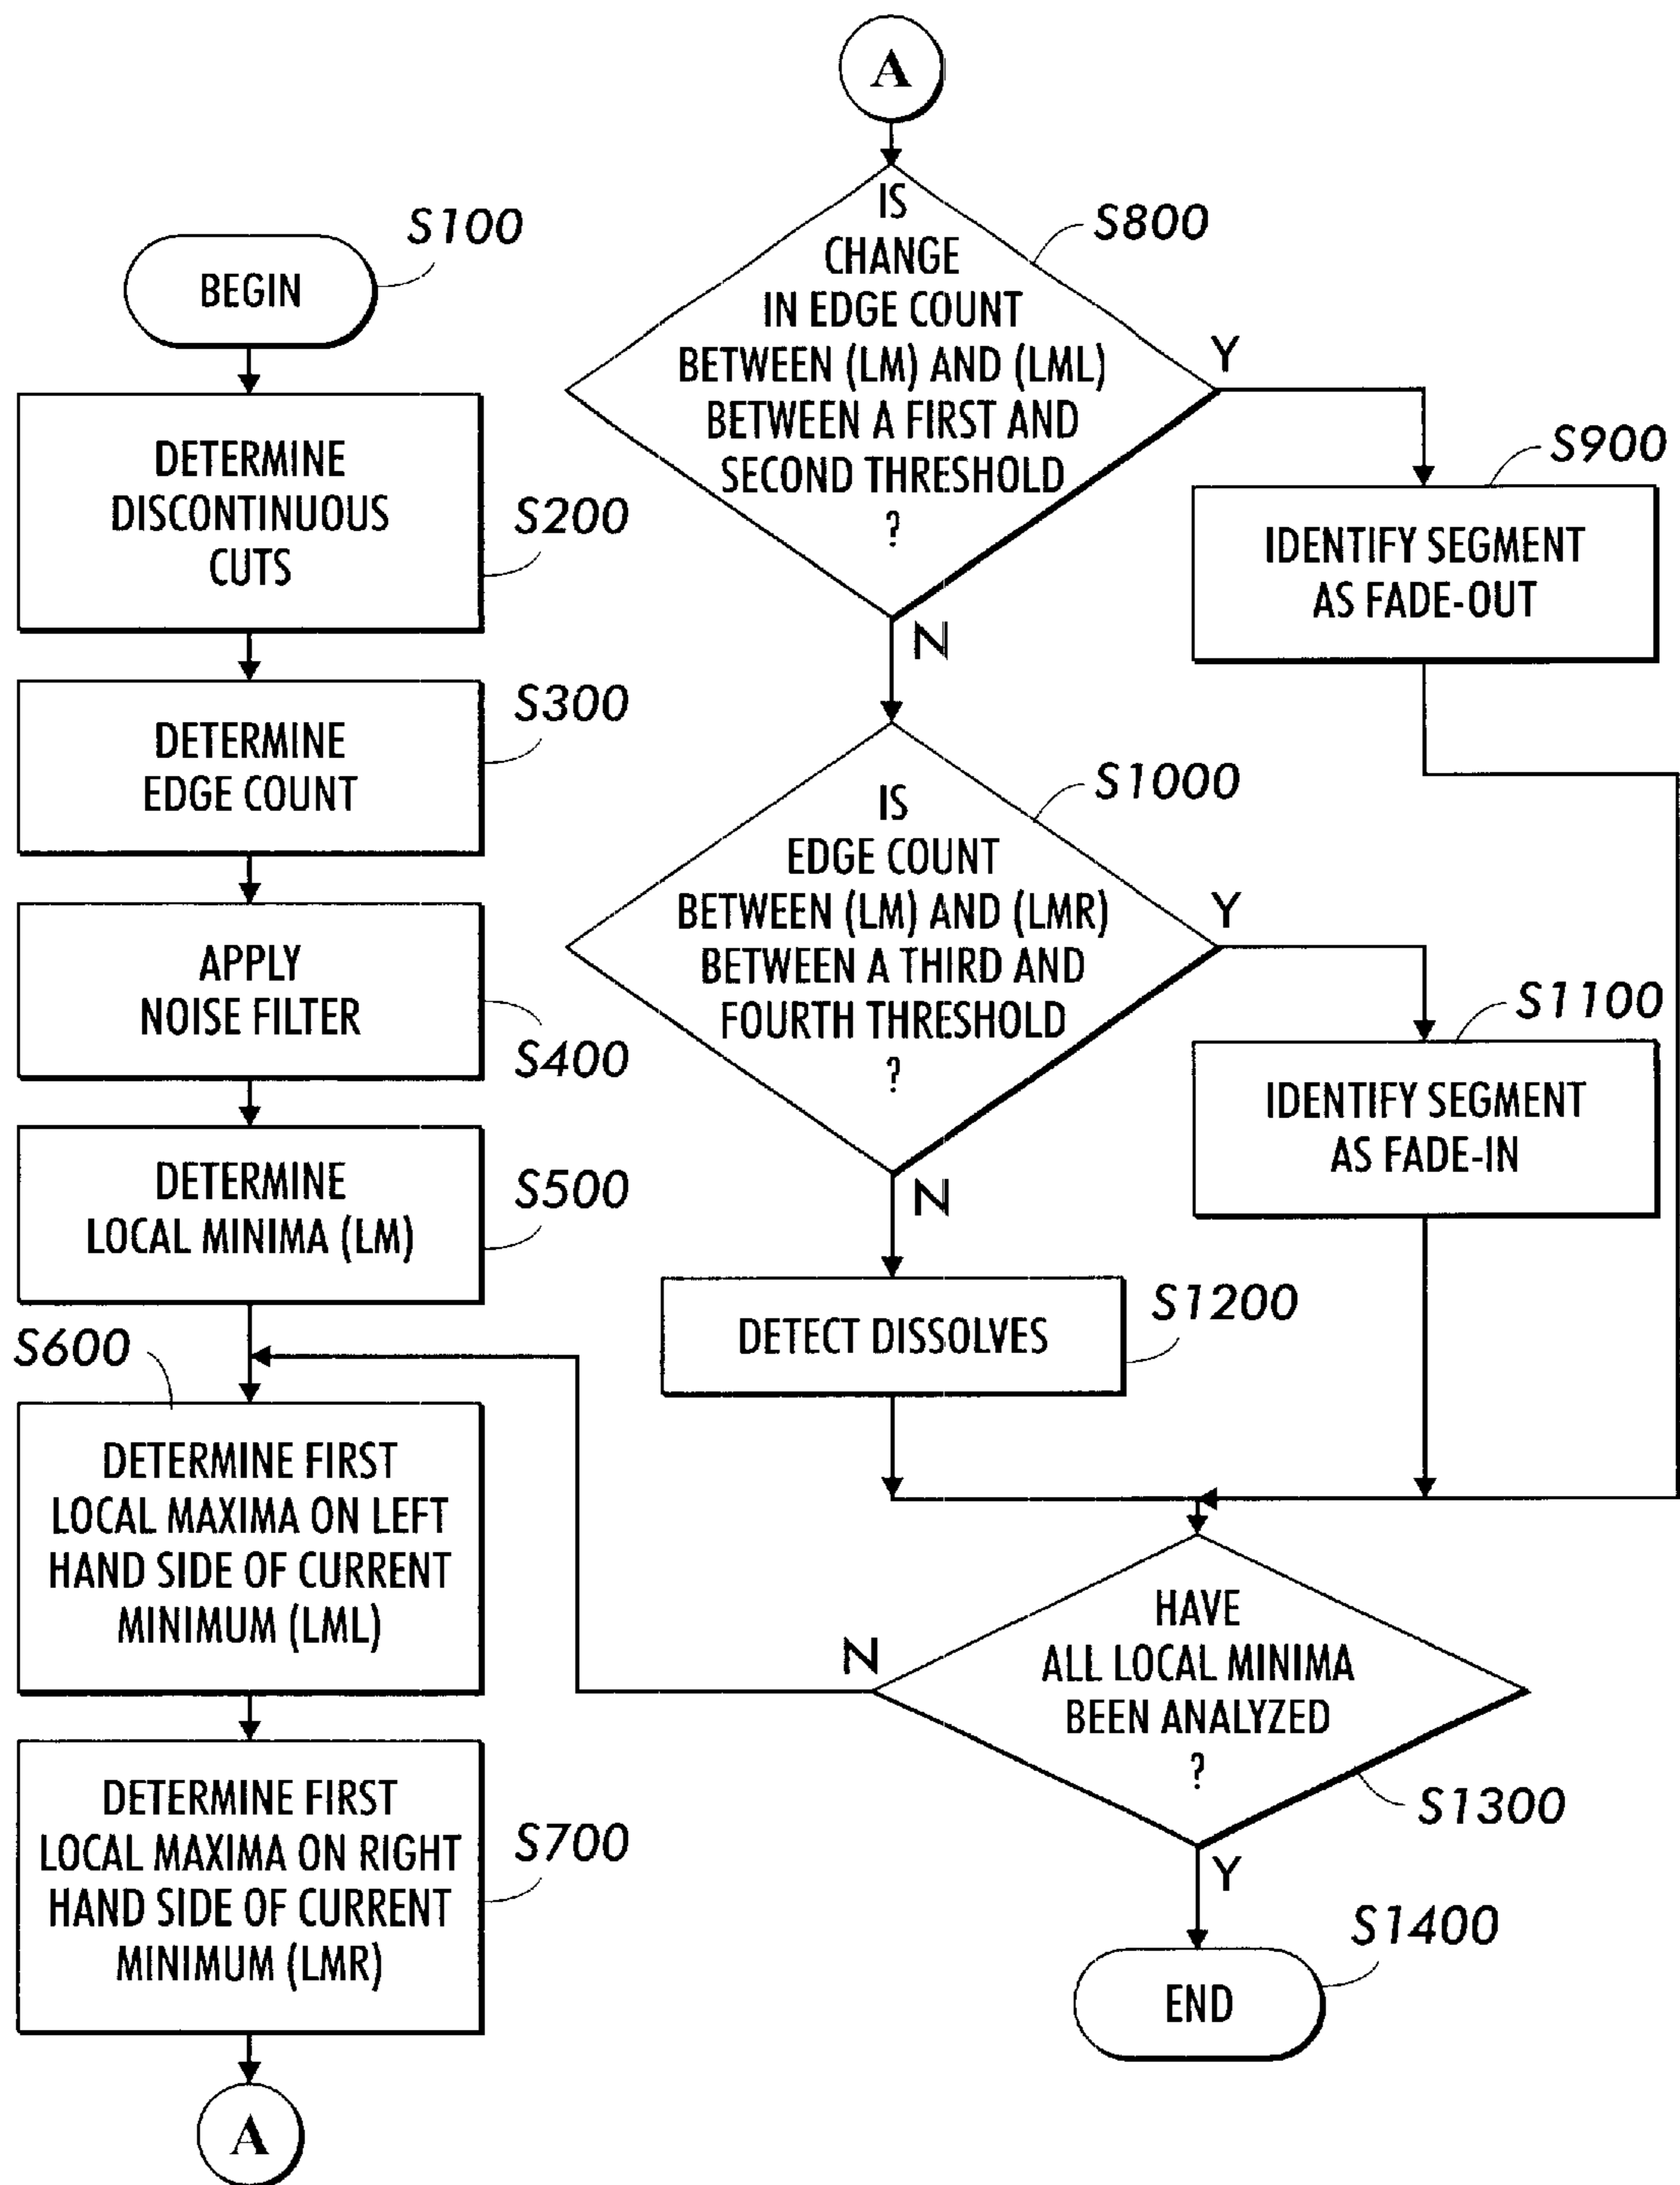 S100
BEGIN
DETERMINE
DISCONTINUOUS
CUTS
S200
DETERMINE
EDGE COUNT
S300
APPLY
NOISE FILTER
S400
DETERMINE
LOCAL MINIMA (LM)
S500
S600
DETERMINE FIRST
LOCAL MAXIMA ON LEFT
HAND SIDE OF CURRENT
MINIMUM (LML)
DETERMINE FIRST
LOCAL MAXIMA ON RIGHT
HAND SIDE OF CURRENT
MINIMUM (LMR)
S700
A
A
IS
CHANGE
IN EDGE COUNT
BETWEEN (LM) AND (LML)
BETWEEN A FIRST AND
SECOND THRESHOLD
?
S800
Y
N
S900
IDENTIFY SEGMENT
AS FADE-OUT
IS
EDGE COUNT
BETWEEN (LM) AND (LMR)
BETWEEN A THIRD AND
FOURTH THRESHOLD
?
S1000
Y
N
S1100
IDENTIFY SEGMENT
AS FADE-IN
DETECT DISSOLVES
S1200
HAVE
ALL LOCAL MINIMA
BEEN ANALYZED
?
N
S1300
Y
S1400
END